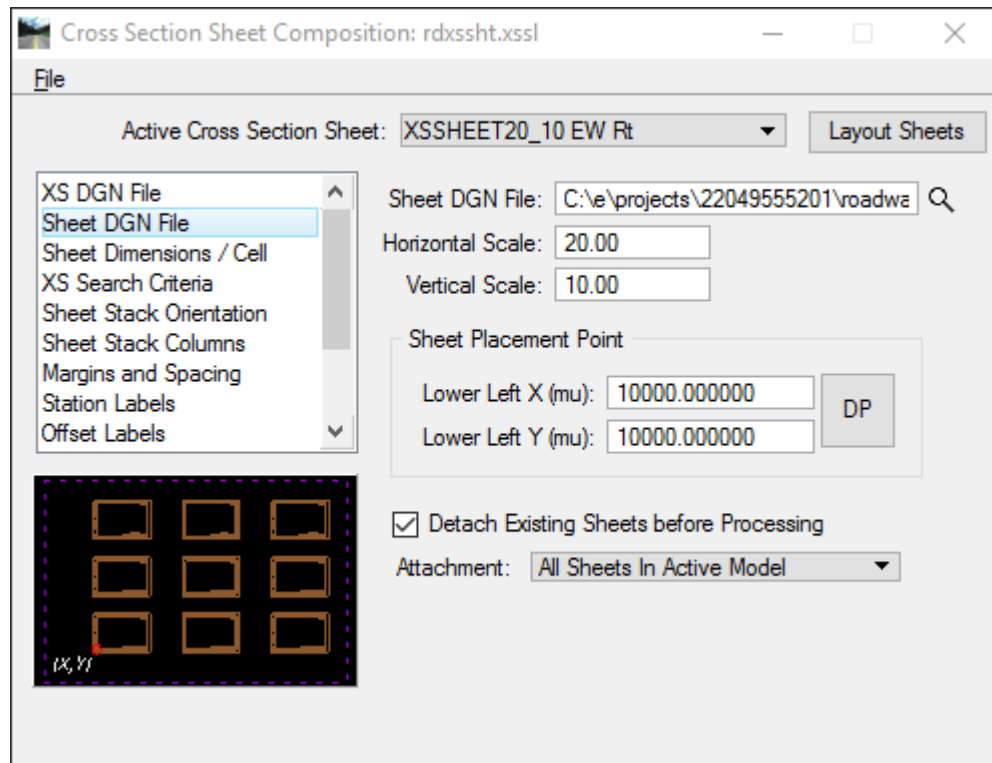 Cross Section Sheet Composition: rdxssht.xssl
File
Active Cross Section Sheet: XSSHEET20_10 EW Rt Layout Sheets
XS DGN File
Sheet DGN File
Sheet Dimensions / Cell
XS Search Criteria
Sheet Stack Orientation
Sheet Stack Columns
Margins and Spacing
Station Labels
Offset Labels
Sheet DGN File: C:\e\projects\22049555201\roadwa
Horizontal Scale: 20.00
Vertical Scale: 10.00
Sheet Placement Point
Lower Left X (mu): 10000.000000
Lower Left Y (mu): 10000.000000
DP
Detach Existing Sheets before Processing
Attachment: All Sheets In Active Model
(X,Y)